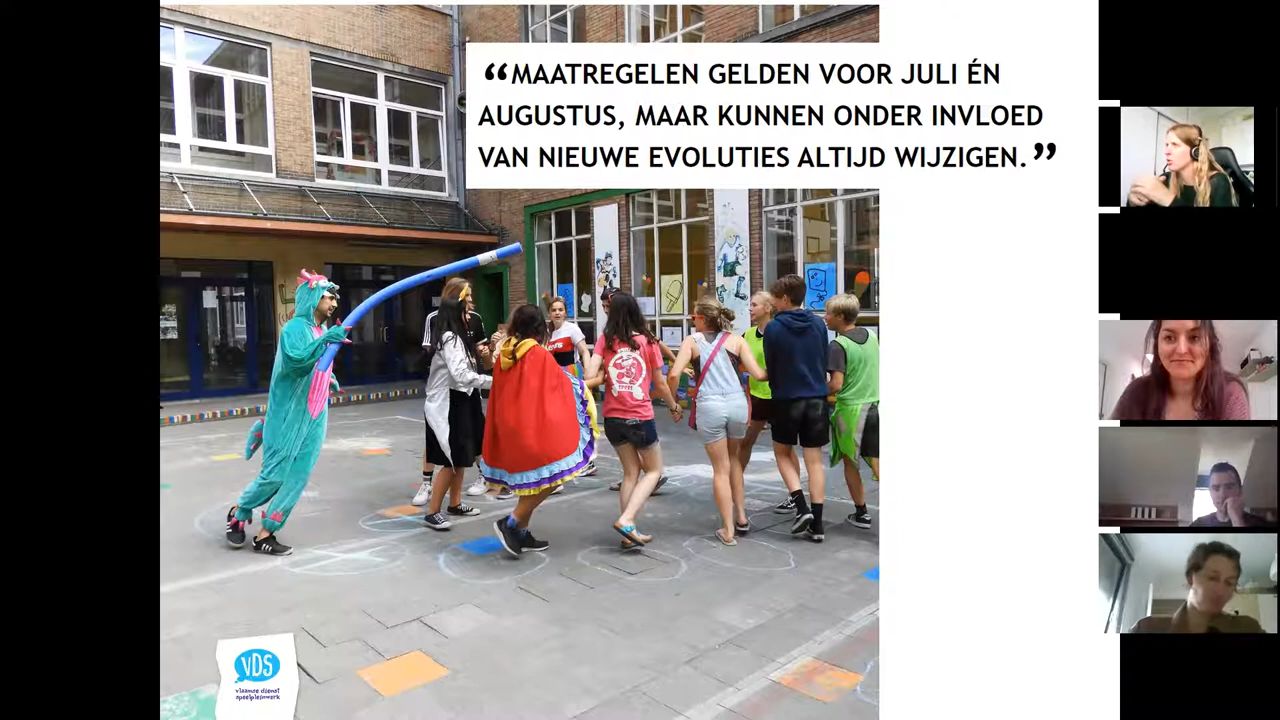 “MAATREGELEN GELDEN VOOR JULI ÉN
AUGUSTUS, MAAR KUNNEN ONDER INVLOED
VAN NIEUWE EVOLUTIES ALTIJD WIJZIGEN.”
VDS
vlaamse dienst
speelpleinwerk